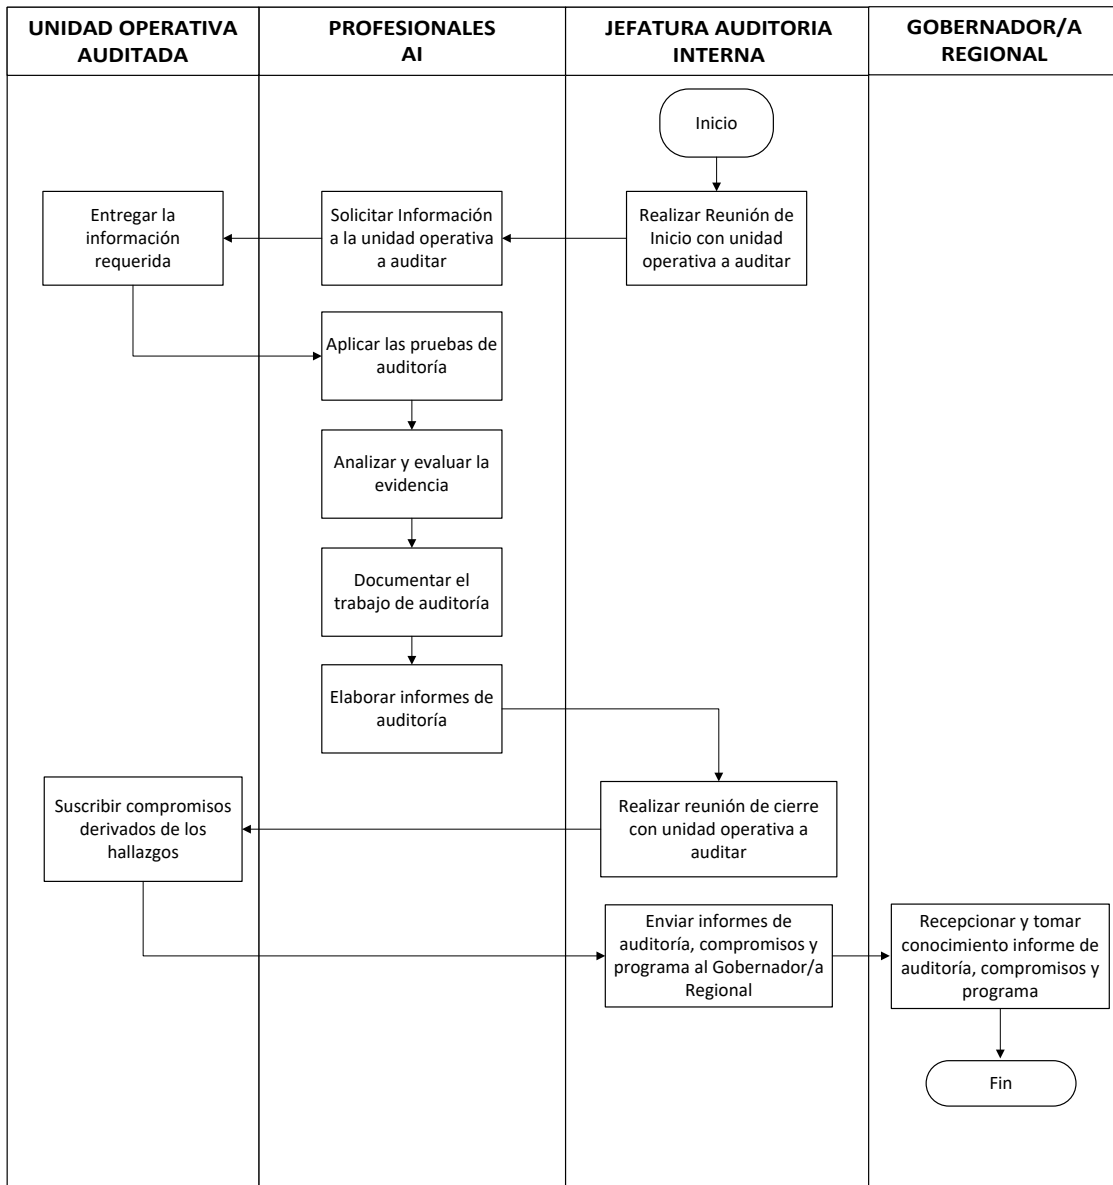 UNIDAD OPERATIVA
AUDITADA
PROFESIONALES
AI
JEFATURA AUDITORIA
INTERNA
GOBERNADOR/A
REGIONAL
Inicio
Entregar la
información
requerida
Solicitar Información
a la unidad operativa
a auditar
Realizar Reunión de
Inicio con unidad
operativa a auditar
Aplicar las pruebas de
auditoría
Analizar y evaluar la
evidencia
Documentar el
trabajo de auditoría
Elaborar informes de
auditoría
Suscribir compromisos
derivados de los
hallazgos
Realizar reunión de cierre
con unidad operativa a
auditar
Enviar informes de
auditoría, compromisos y
programa al Gobernador/a
Regional
Recepcionar y tomar
conocimiento informe de
auditoría, compromisos y
programa
Fin